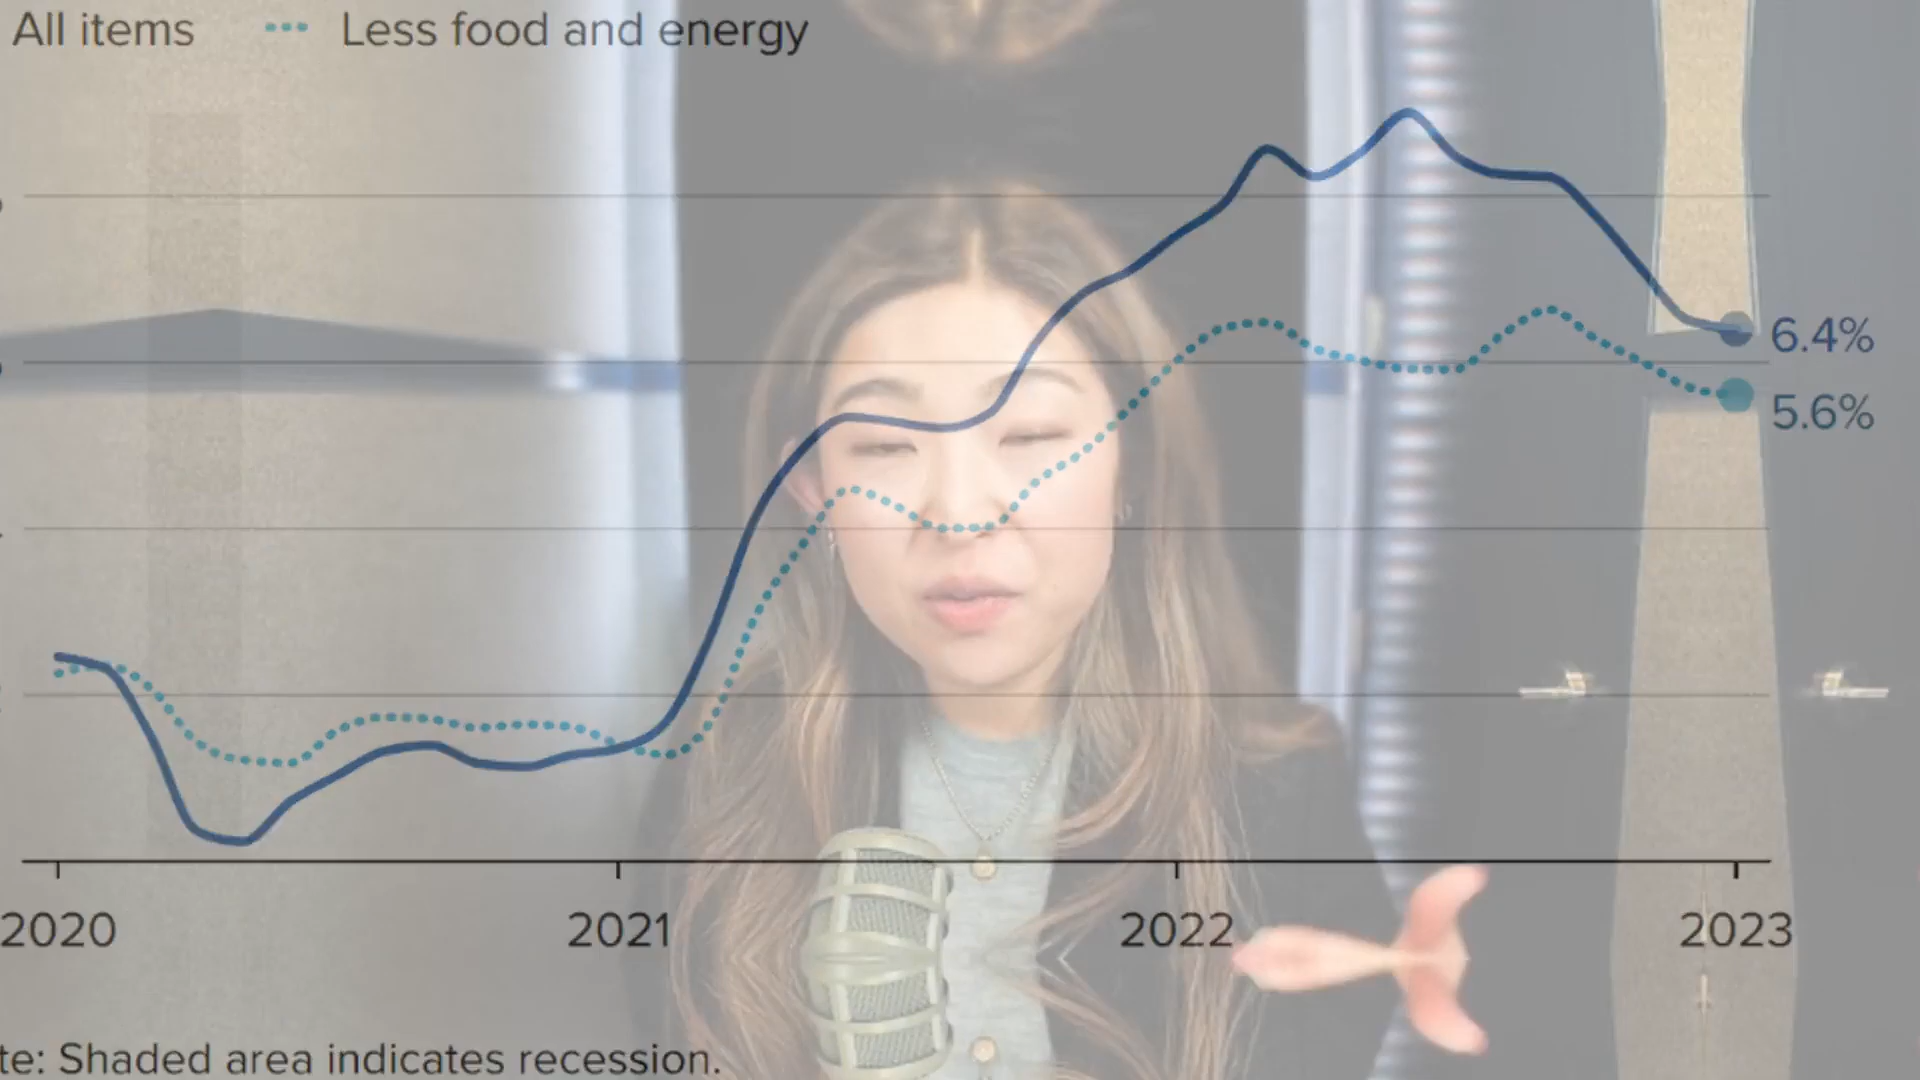 All items Less food and energy
6.4%
5.6%
2020 2021 2022 2023
te: Shaded area indicates recession.